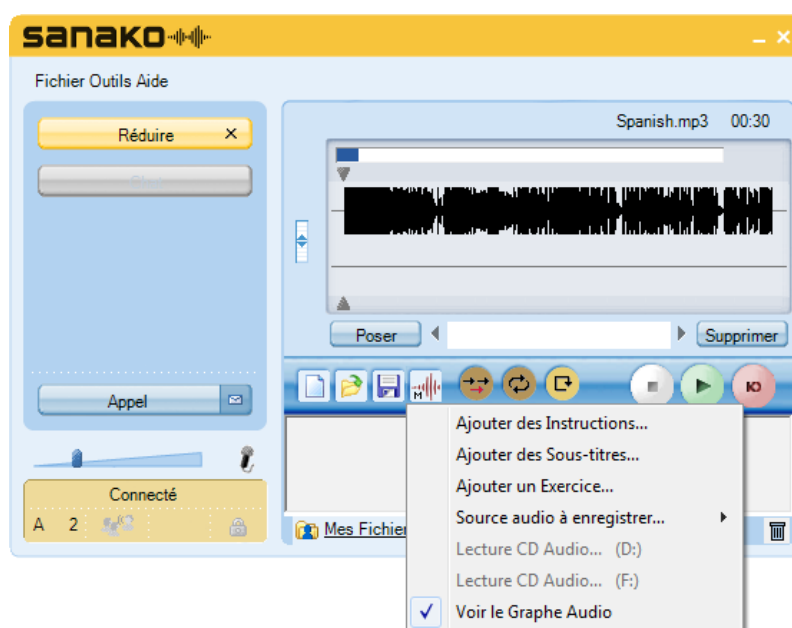 sanako
Fichier Outils Aide
Réduire
Spanish.mp3 00:30
Poser
Supprimer
Appel
M
Connecté
A 2
Mes Fichie
Ajouter des Instructions...
Ajouter des Sous-titres...
Ajouter un Exercice...
Source audio à enregistrer...
Lecture CD Audio... (D:)
Lecture CD Audio... (F:)
Voir le Graphe Audio